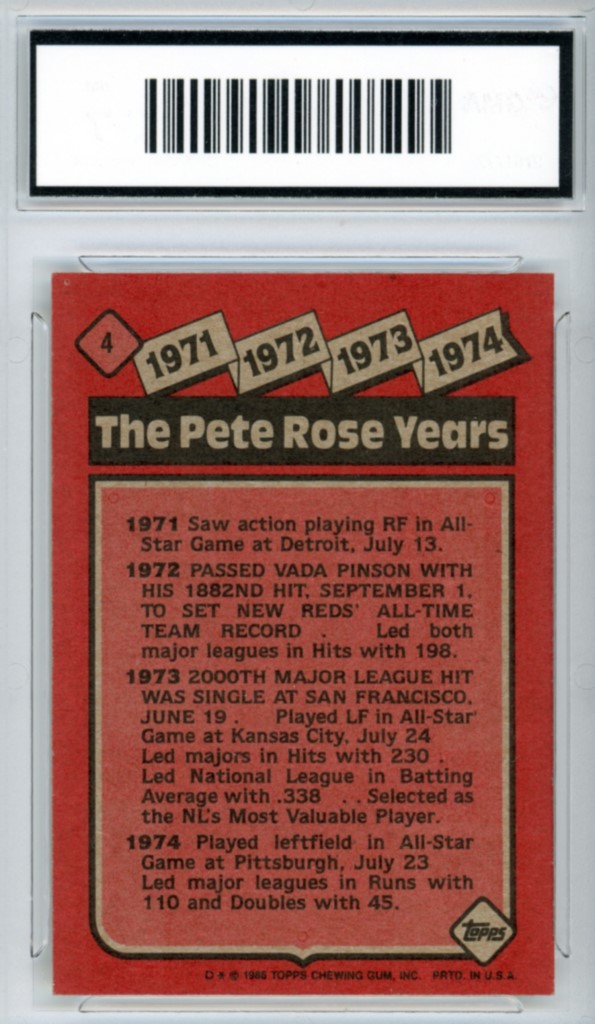 4
1971 1972 1973 1974
The Pete Rose Years
1971 Saw action playing RF in All-
Star Game at Detroit, July 13.
1972 PASSED VADA PINSON WITH
HIS 1882ND HIT, SEPTEMBER 1,
TO SET NEW REDS' ALL-TIME
TEAM RECORD . Led both
major leagues in Hits with 198.
1973 2000TH MAJOR LEAGUE HIT
WAS SINGLE AT SAN FRANCISCO,
JUNE 19 . Played LF in All-Star
Game at Kansas City, July 24
Led majors in Hits with 230 .
Led National League in Batting
Average with .338 . . Selected as
the NL's Most Valuable Player.
1974 Played leftfield in All-Star
Game at Pittsburgh, July 23
Led major leagues in Runs with
110 and Doubles with 45.
topps
D * © 1986 TOPPS CHEWING GUM, INC. PRTD. IN U.S.A.